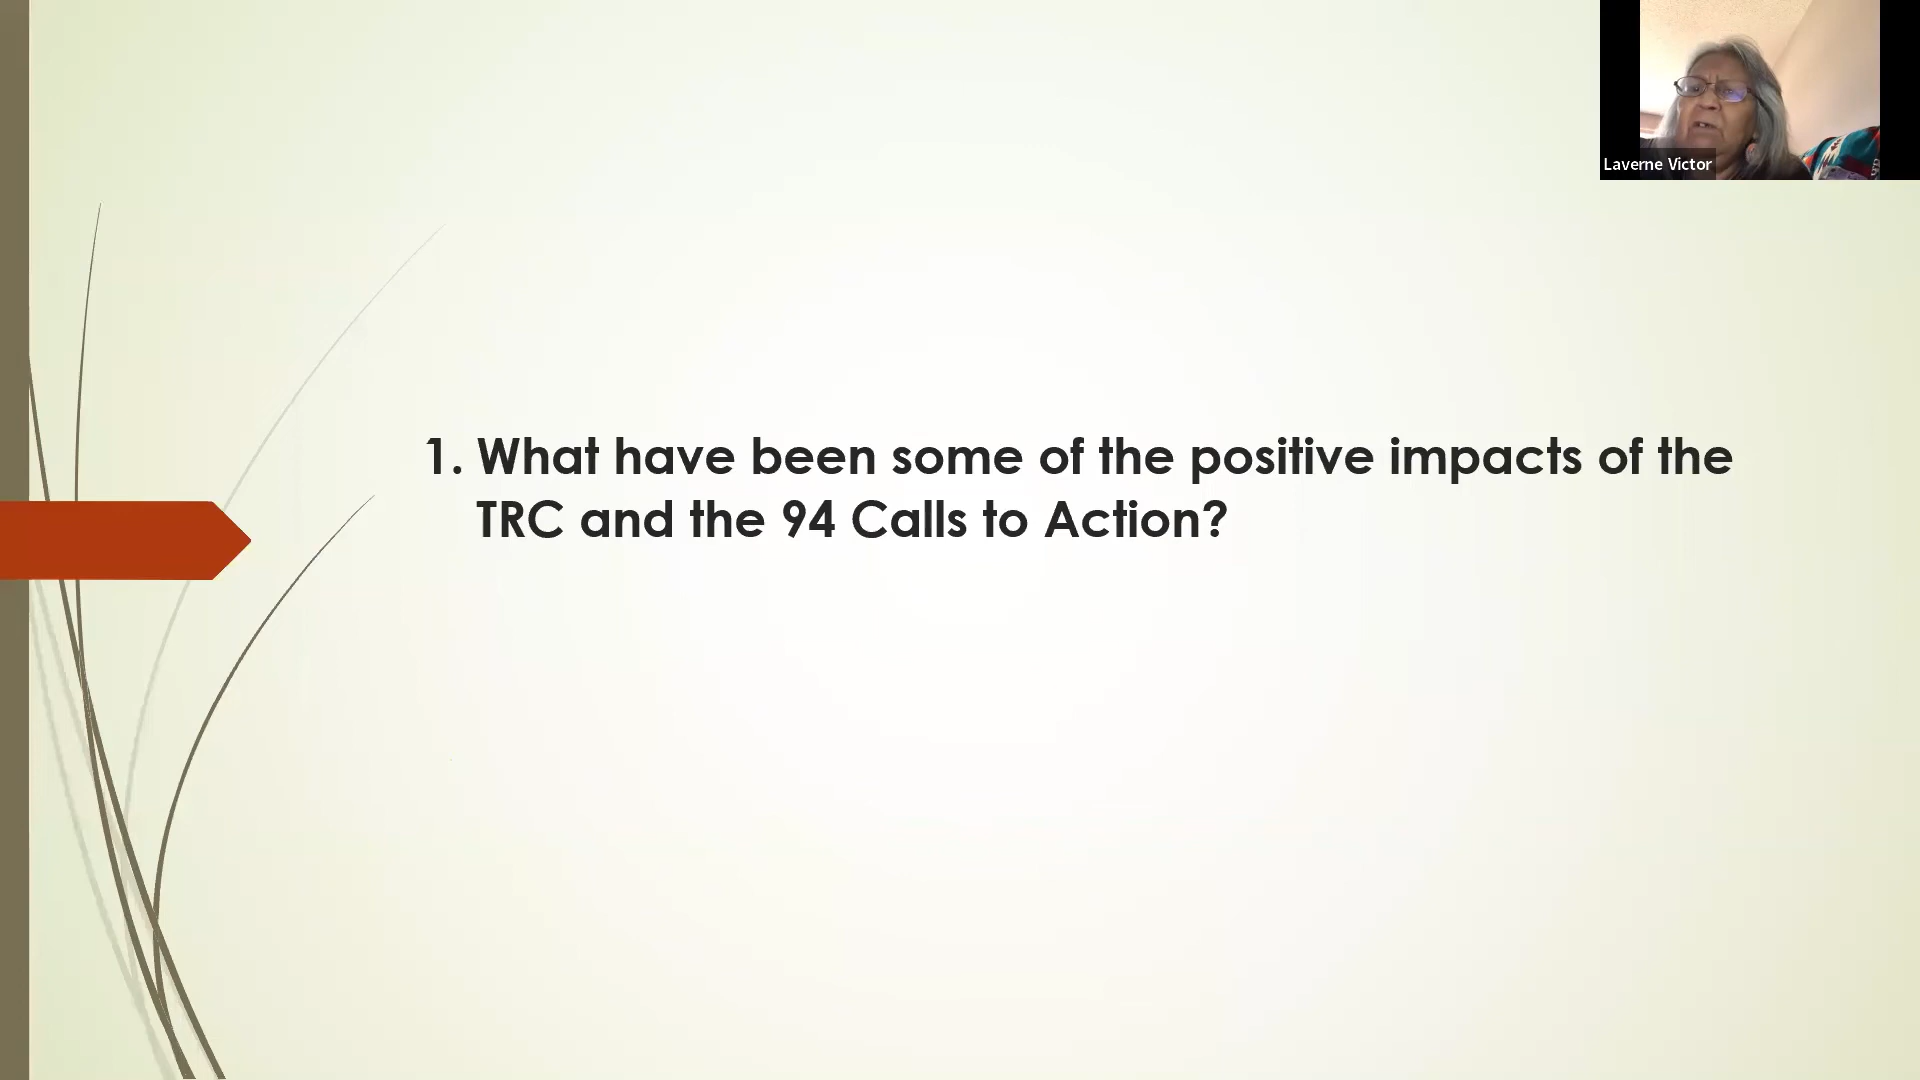 Laverne Victor
1. What have been some of the positive impacts of the
TRC and the 94 Calls to Action?